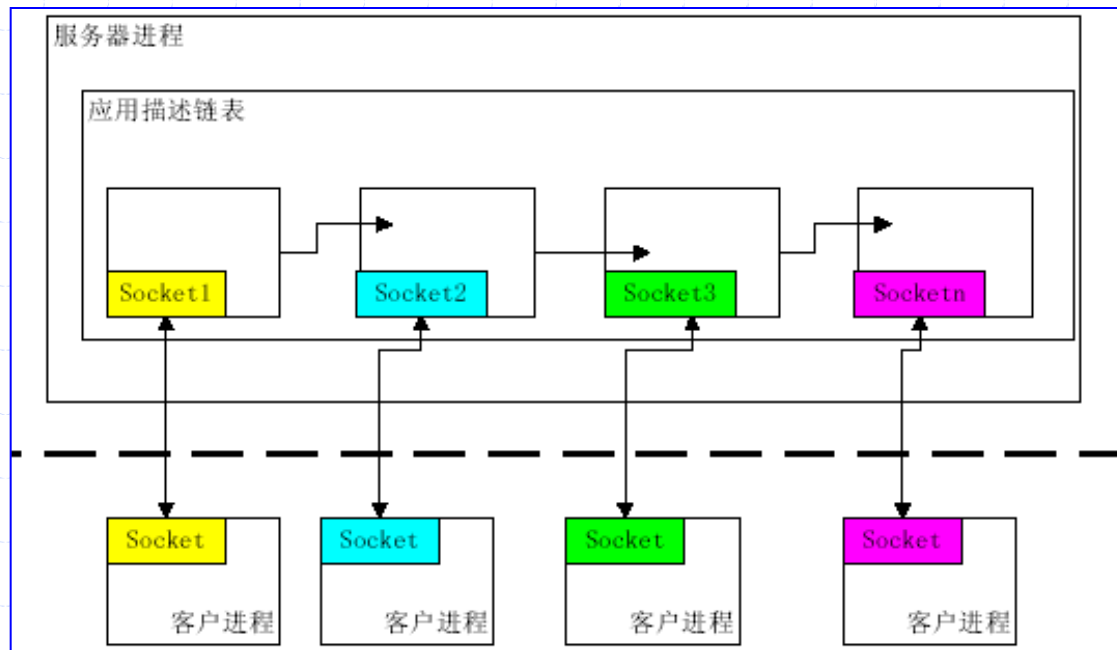 服务器进程
应用描述链表
Socket1
Socket2
Socket3
Socketn
Socket
Socket
Socket
Socket
客户进程
客户进程
客户进程
客户进程